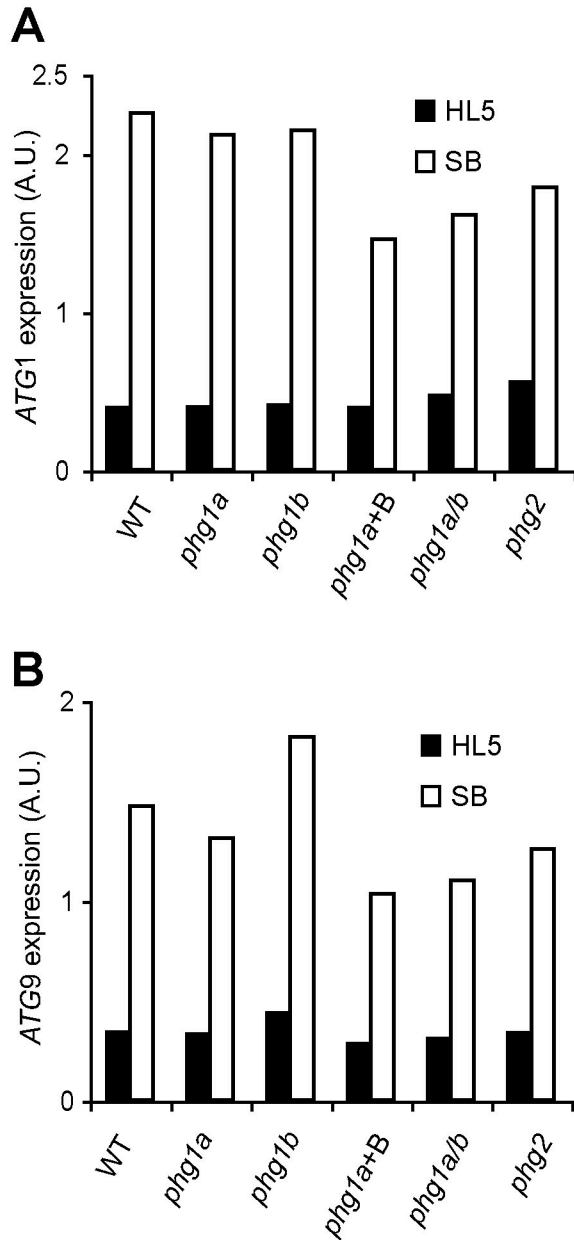 A
2.5
2
1
0
ATG1 expression (A.U.)
HL5
SB
WT
phg1a
phg1b
phg1a+B
phg1a/b
phg2
B
2
1
0
ATG9 expression (A.U.)
HL5
SB
WT
phg1a
phg1b
phg1a+B
phg1a/b
phg2